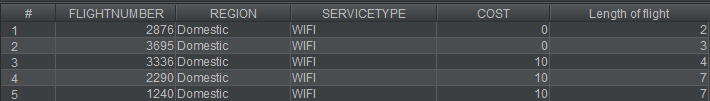 # FLIGHTNUMBER REGION SERVICETYPE COST Length of flight
1 2876 Domestic WIFI 0 2
2 3695 Domestic WIFI 0 3
3 3336 Domestic WIFI 10 4
4 2290 Domestic WIFI 10 7
5 1240 Domestic WIFI 10 7